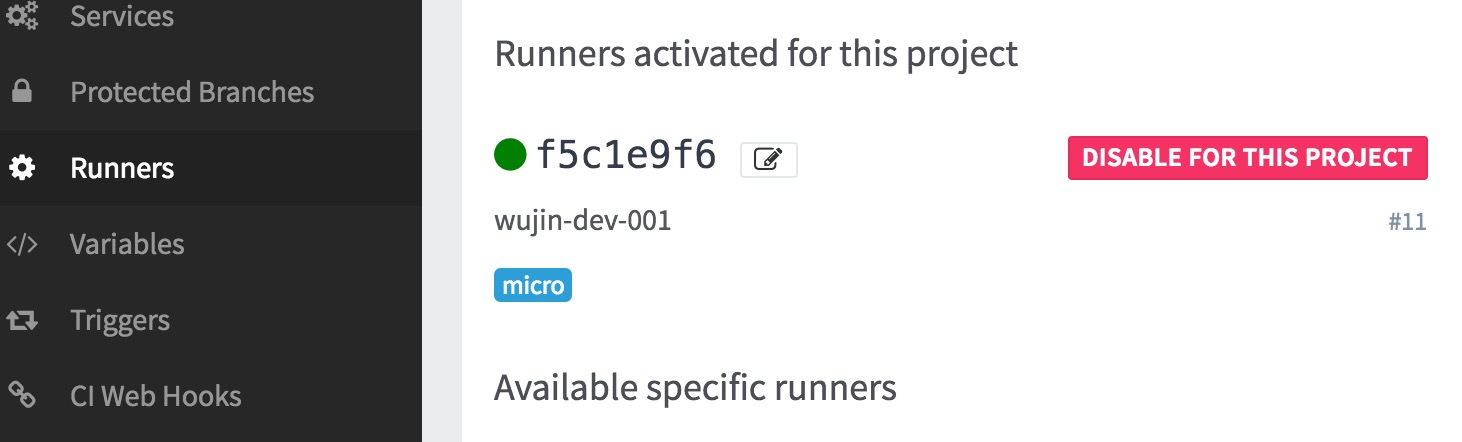 Services
Protected Branches
Runners
Variables
Triggers
CI Web Hooks
Runners activated for this project
f5c1e9f6
DISABLE FOR THIS PROJECT
wujin-dev-001
#11
micro
Available specific runners